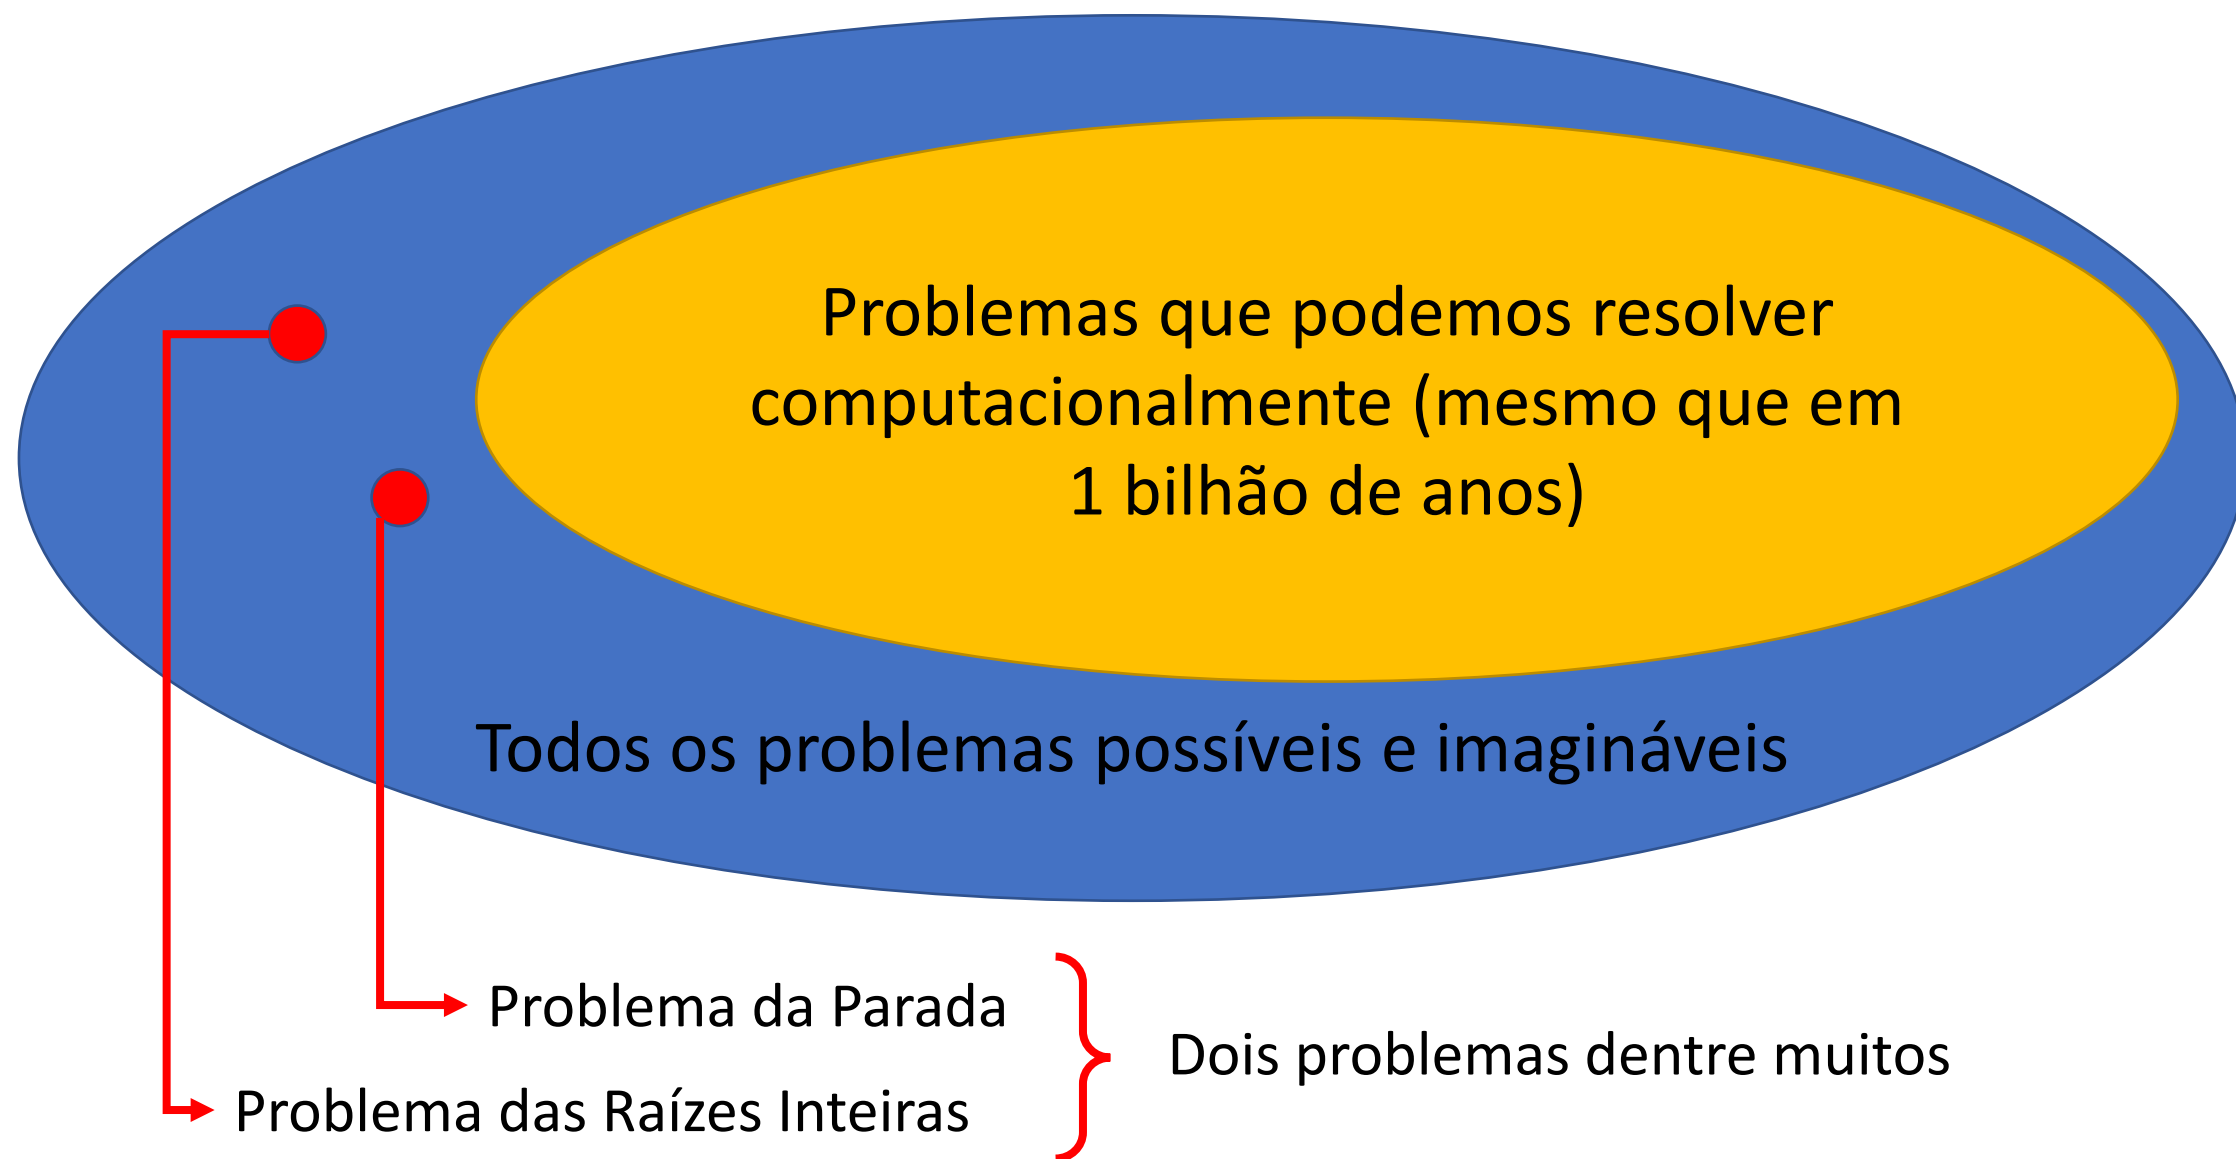 Problemas que podemos resolver
computacionalmente (mesmo que em
1 bilhão de anos)
Todos os problemas possíveis e imagináveis
Problema da Parada
Dois problemas dentre muitos
Problema das Raízes Inteiras